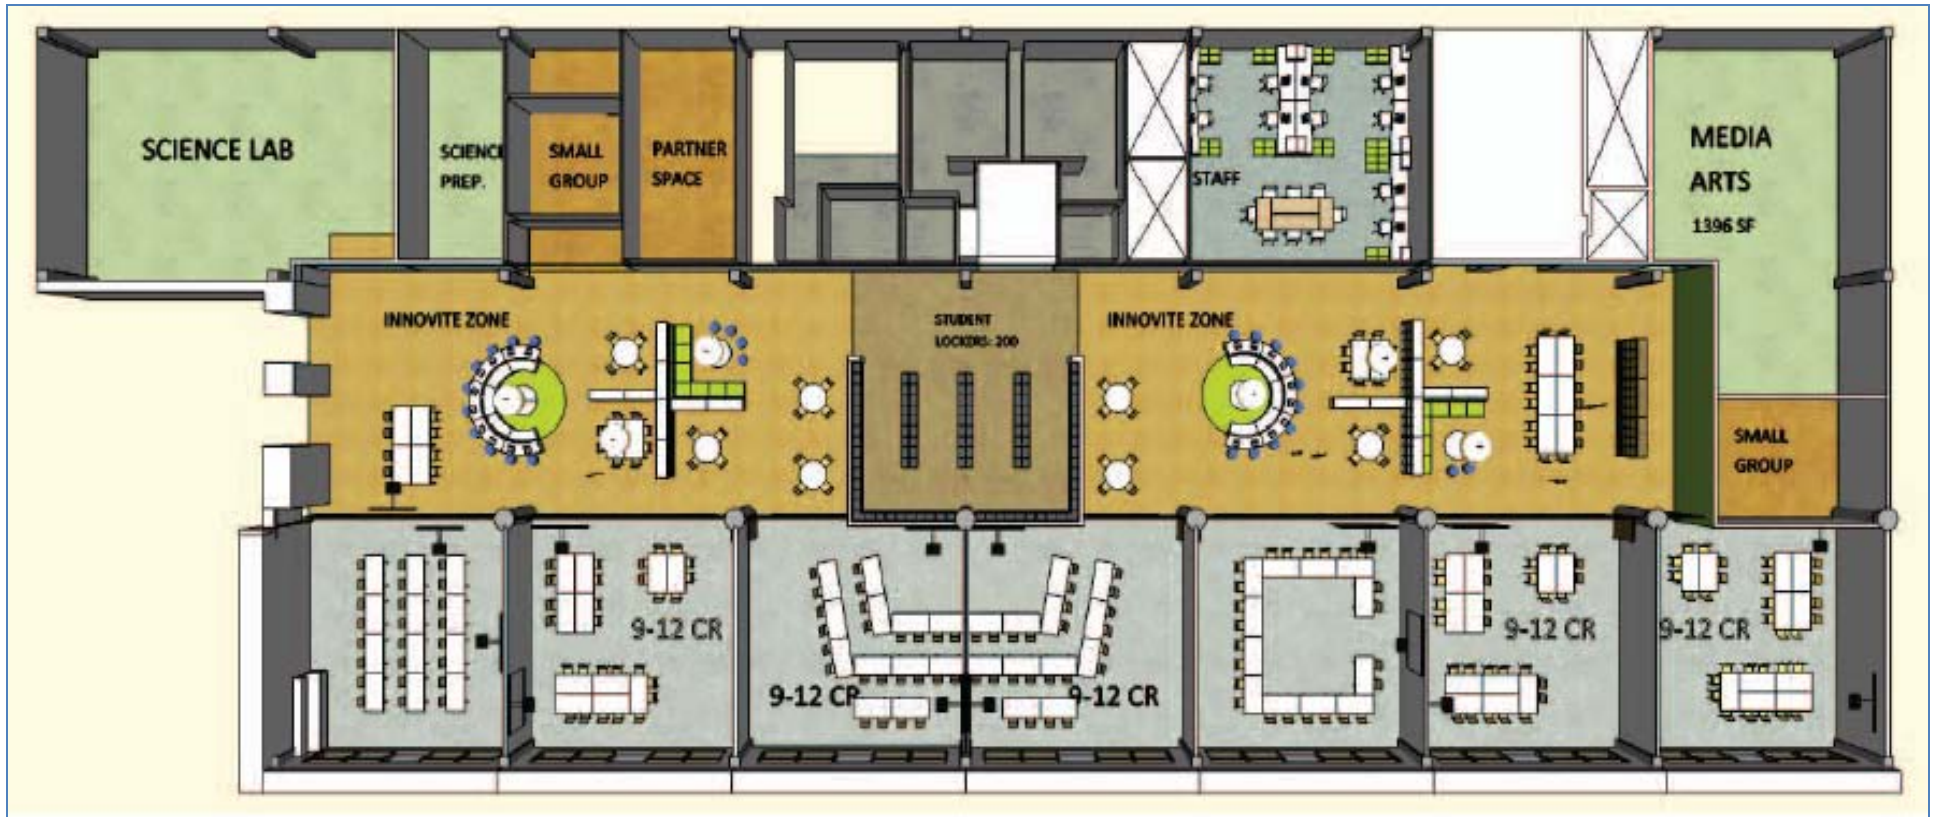 SCIENCE LAB
SCIENCE
PREP.
SMALL
GROUP
PARTNER
SPACE
STAFF
MEDIA
ARTS
1396 SF
INNOVITE ZONE
STUDENT
LOCKERS: 200
INNOVITE ZONE
SMALL
GROUP
9-12 CR
9-12 CR
9-12 CR
9-12 CR
9-12 CR